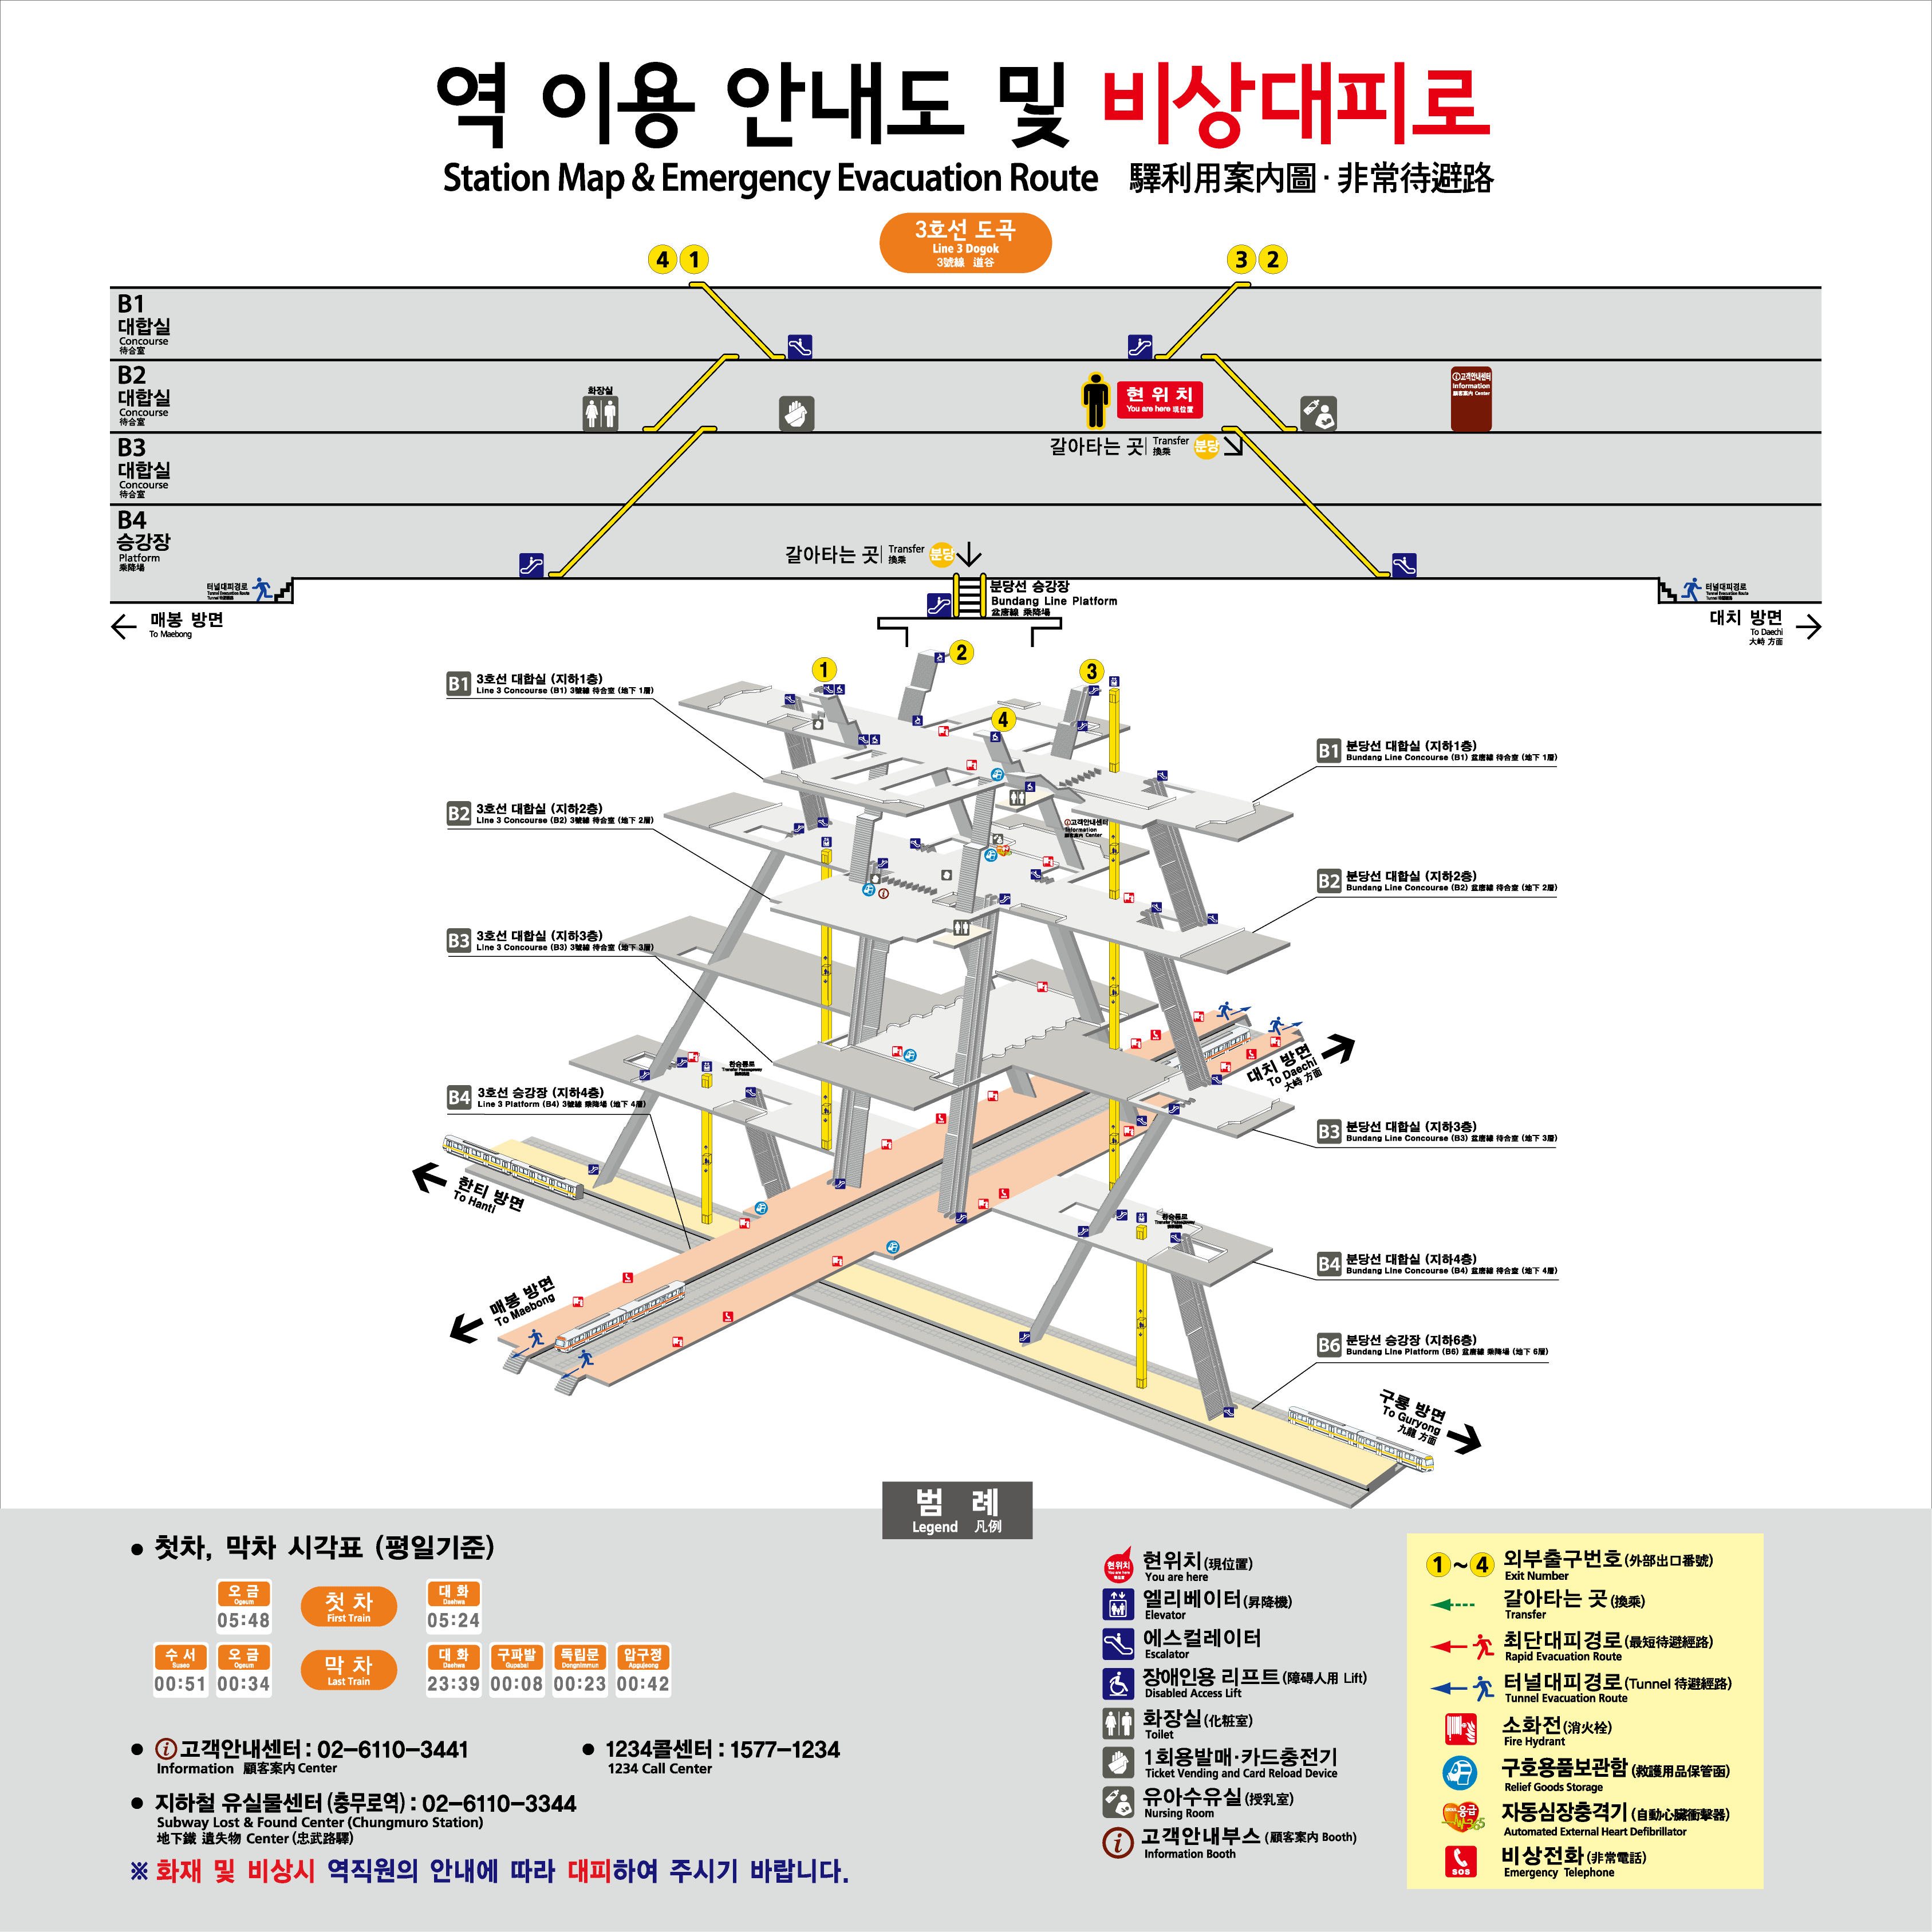 역 이용 안내도 및 비상대피로
Station Map & Emergency Evacuation Route 驛利用案內圖·非常待避路
3호선 도곡
Line 3 Dogok
3號線 道谷
4 1
3 2
B1
대합실
Concourse
待合室
B2
대합실
Concourse
待合室
화장실
현 위 치
You are here 現位置
ⓘ고객안내센터
Information
顧客案內 Center
B3
대합실
Concourse
待合室
갈아타는 곳 Transfer 換乘 분당
B4
승강장
Platform
乘降場
갈아타는 곳 Transfer 換乘 분당
터널대피경로
Tunnel Evacuation Route
터널대피경로
Tunnel Evacuation Route
매봉 방면
To Maebong
분당선 승강장
Bundang Line Platform
盆唐線 乘降場
대치 방면
To Daechi
大峙 方面
1
2
3
4
B1 3호선 대합실 (지하1층)
Line 3 Concourse (B1) 3號線 待合室 (地下 1層)
B1 분당선 대합실 (지하1층)
Bundang Line Concourse (B1) 盆唐線 待合室 (地下 1層)
B2 3호선 대합실 (지하2층)
Line 3 Concourse (B2) 3號線 待合室 (地下 2層)
ⓘ고객안내센터
Information
顧客案內 Center
B2 분당선 대합실 (지하2층)
Bundang Line Concourse (B2) 盆唐線 待合室 (地下 2層)
B3 3호선 대합실 (지하3층)
Line 3 Concourse (B3) 3號線 待合室 (地下 3層)
대치 방면
To Daechi
大峙 方面
환승통로
Transfer Passageway
B4 3호선 승강장 (지하4층)
Line 3 Platform (B4) 3號線 乘降場 (地下 4層)
B3 분당선 대합실 (지하3층)
Bundang Line Concourse (B3) 盆唐線 待合室 (地下 3層)
한티 방면
To Hanti
환승통로
Transfer Passageway
B4 분당선 대합실 (지하4층)
Bundang Line Concourse (B4) 盆唐線 待合室 (地下 4層)
매봉 방면
To Maebong
B6 분당선 승강장 (지하6층)
Bundang Line Platform (B6) 盆唐線 乘降場 (地下 6層)
구룡 방면
To Guryong
九龍 方面
범 례
Legend 凡例
● 첫차, 막차 시각표 (평일기준)
오 금
Ogeum
05:48
첫 차
First Train
대 화
Daehwa
05:24
수 서
Suseo
00:51
오 금
Ogeum
00:34
막 차
Last Train
대 화
Daehwa
23:39
구파발
Gupabal
00:08
독립문
Dongnimmun
00:23
압구정
Apgujeong
00:42
● ⓘ고객안내센터 : 02-6110-3441
Information 顧客案內 Center
● 1234콜센터 : 1577-1234
1234 Call Center
● 지하철 유실물센터 (충무로역) : 02-6110-3344
Subway Lost & Found Center (Chungmuro Station)
地下鐵 遺失物 Center (忠武路驛)
※ 화재 및 비상시 역직원의 안내에 따라 대피하여 주시기 바랍니다.
현위치
You are here
現位置
현위치(現位置)
You are here
엘리베이터(昇降機)
Elevator
에스컬레이터
Escalator
장애인용 리프트(障碍人用 Lift)
Disabled Access Lift
화장실(化粧室)
Toilet
1회용발매·카드충전기
Ticket Vending and Card Reload Device
유아수유실(授乳室)
Nursing Room
고객안내부스 (顧客案內 Booth)
Information Booth
1~4 외부출구번호(外部出口番號)
Exit Number
갈아타는 곳 (換乘)
Transfer
최단대피경로(最短待避經路)
Rapid Evacuation Route
터널대피경로(Tunnel 待避經路)
Tunnel Evacuation Route
소화전(消火栓)
Fire Hydrant
구호용품보관함 (救護用品保管函)
Relief Goods Storage
응급
365
자동심장충격기 (自動心臟衝擊器)
Automated External Heart Defibrillator
SOS
비상전화(非常電話)
Emergency Telephone